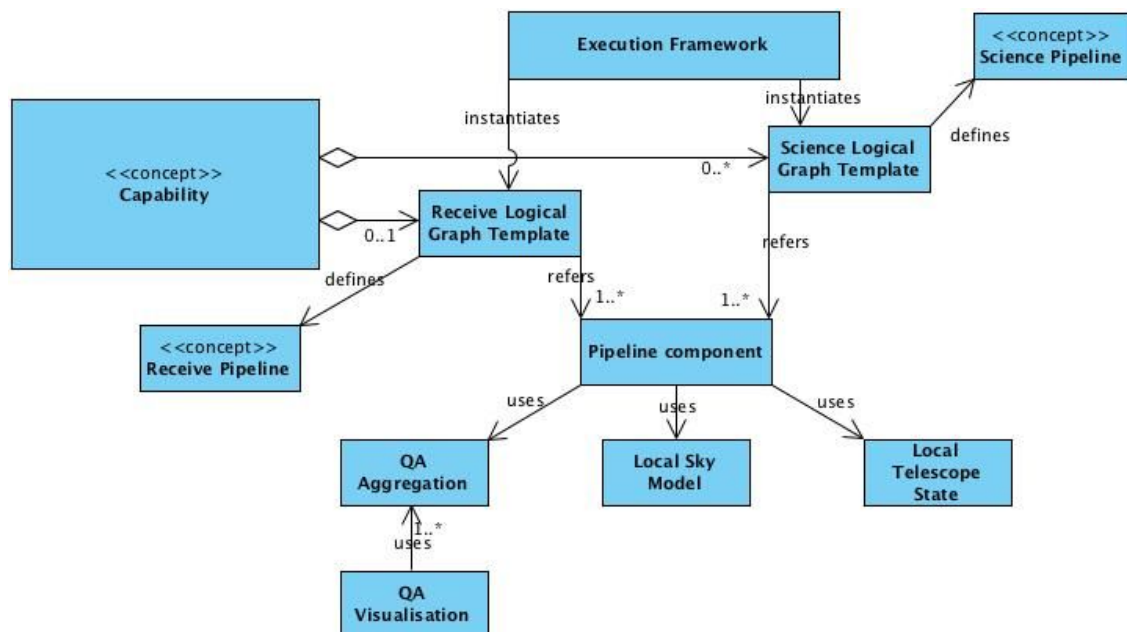 Execution Framework
<<concept>>
Science Pipeline
<<concept>>
Capability
instantiates
instantiates
defines
0..*
Science Logical
Graph Template
0..1
Receive Logical
Graph Template
refers
defines
refers
1..*
1..*
<<concept>>
Receive Pipeline
Pipeline component
uses
uses
uses
QA
Aggregation
Local Sky
Model
Local
Telescope
State
1..*
uses
QA
Visualisation